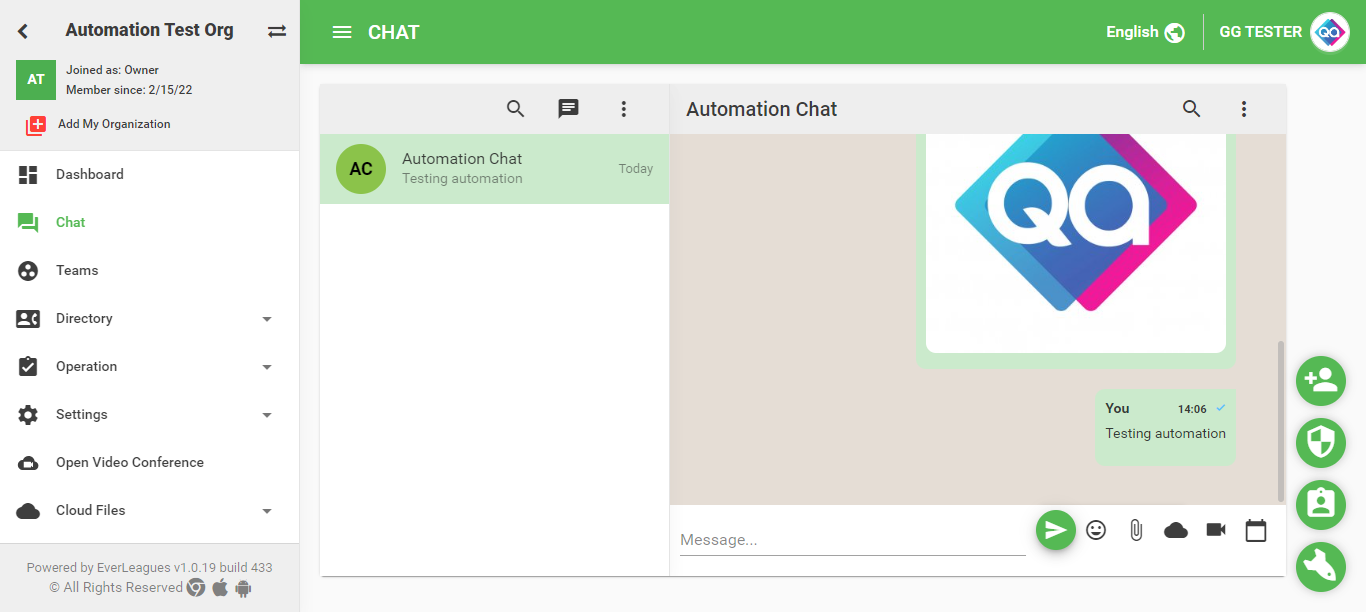 Automation Test Org
AT
Joined as: Owner
Member since: 2/15/22
Add My Organization
Dashboard
Chat
Teams
Directory
Operation
Settings
Open Video Conference
Cloud Files
Powered by EverLeagues v1.0.19 build 433
© All Rights Reserved
CHAT
English
GG TESTER
Qa
AC
Automation Chat
Testing automation
Today
Automation Chat
Qa
You 14:06
Testing automation
Message...